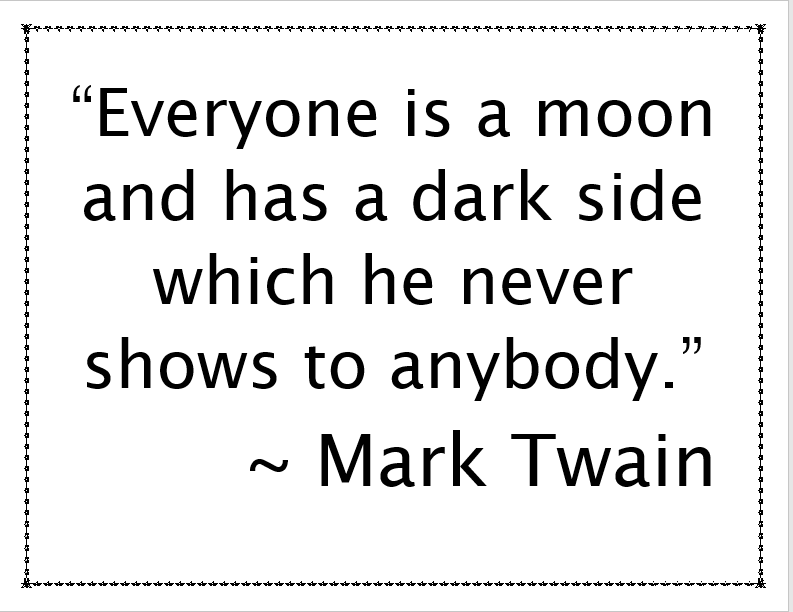 “Everyone is a moon
and has a dark side
which he never
shows to anybody.”
~ Mark Twain